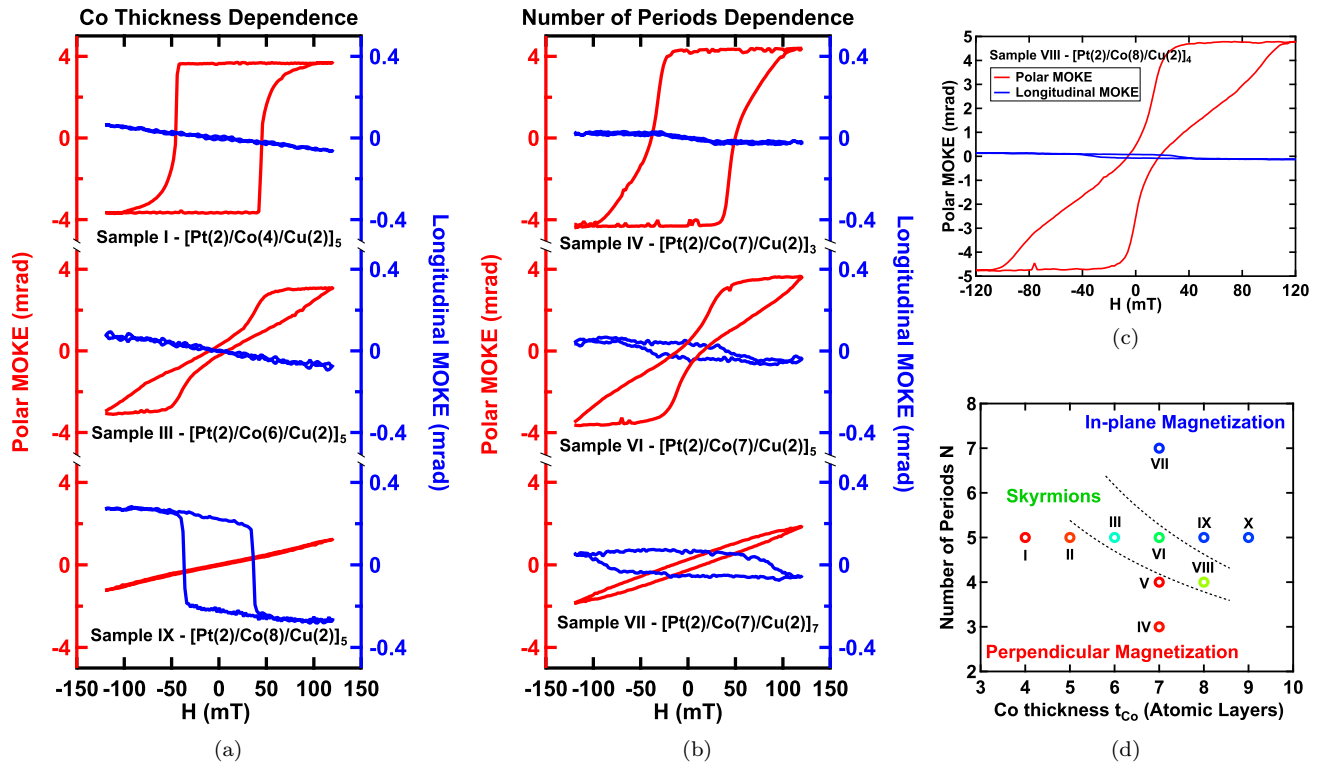 Co Thickness Dependence
4
0
-4
0.4
0
-0.4
Sample I - [Pt(2)/Co(4)/Cu(2)]5
4
0
-4
0.4
0
0.4
Sample III - [Pt(2)/Co(6)/Cu(2)]5
4
0
-4
0.4
0
-0.4
Sample IX - [Pt(2)/Co(8)/Cu(2)]5
-150 -100 -50 0 50 100 150
H (mT)
Polar MOKE (mrad)
Longitudinal MOKE (mrad)
(a)
Number of Periods Dependence
4
0
-4
0.4
0
-0.4
Sample IV - [Pt(2)/Co(7)/Cu(2)]3
4
0
-4
0.4
0
-0.4
Sample VI - [Pt(2)/Co(7)/Cu(2)]5
4
0
-4
0.4
0
-0.4
Sample VII - [Pt(2)/Co(7)/Cu(2)]7
-150 -100 -50 0 50 100 150
H (mT)
Polar MOKE (mrad)
Longitudinal MOKE (mrad)
(b)
Sample VIII - [Pt(2)/Co(8)/Cu(2)]4
Polar MOKE
Longitudinal MOKE
5
4
3
2
1
0
-1
-2
-3
-4
-5
-120 -80 -40 0 40 80 120
H (mT)
Polar MOKE (mrad)
(c)
8
7
6
5
4
3
2
In-plane Magnetization
VII
Skyrmions
III IX X
I II VI
VIII
V
IV
Perpendicular Magnetization
3 4 5 6 7 8 9 10
Co thickness tCo (Atomic Layers)
Number of Periods N
(d)